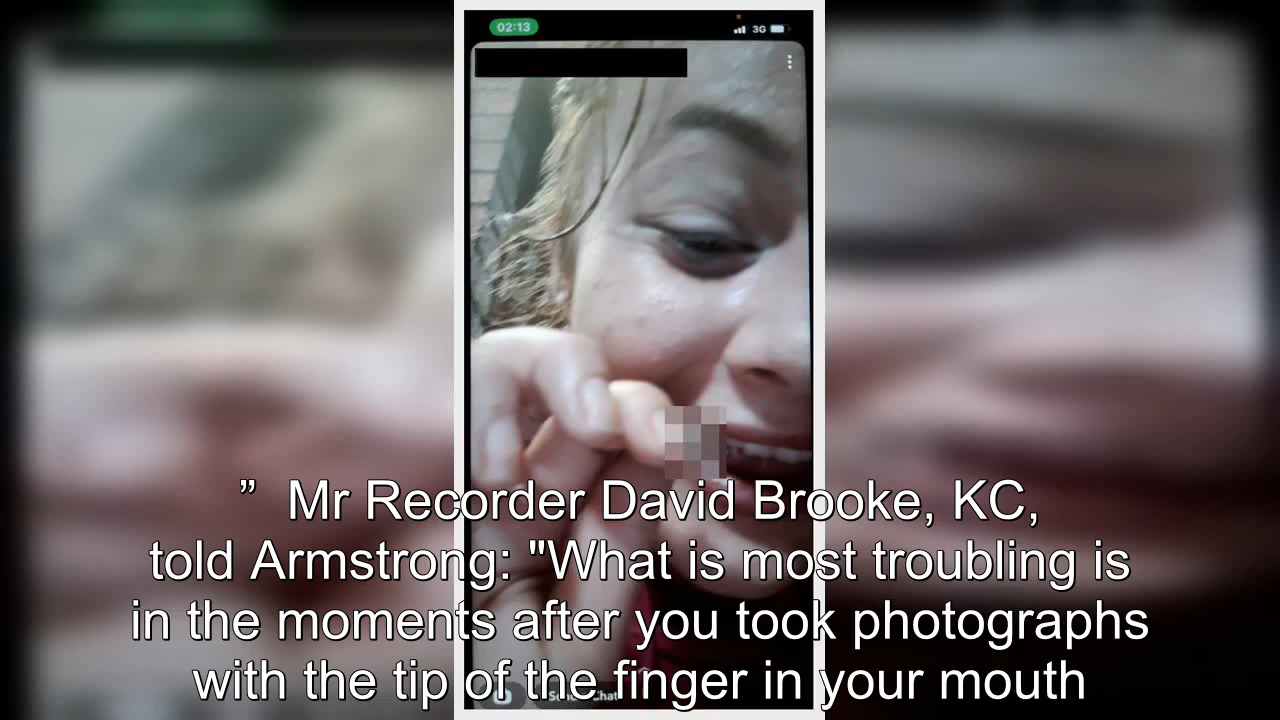 02:13
3G
” Mr Recorder David Brooke, KC,
told Armstrong: "What is most troubling is
in the moments after you took photographs
with the tip of the finger in your mouth